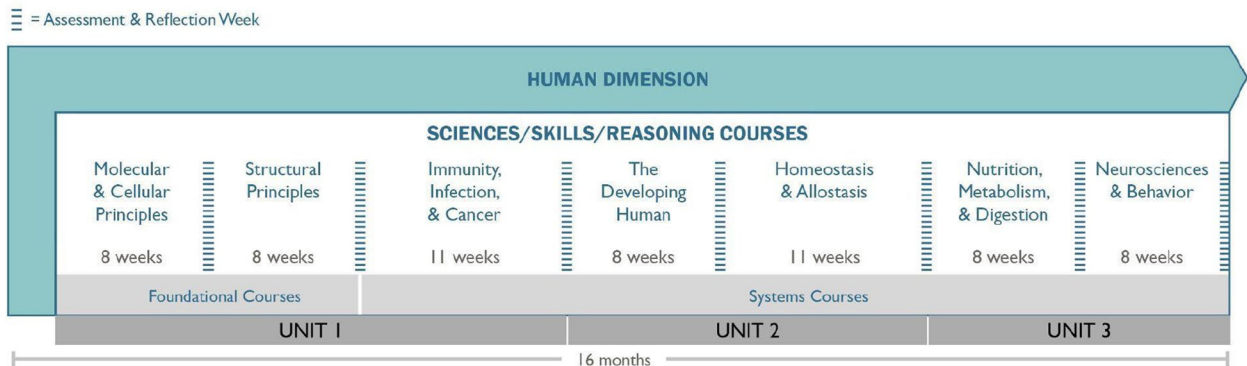 = Assessment & Reflection Week
HUMAN DIMENSION
SCIENCES/SKILLS/REASONING COURSES
Molecular
& Cellular
Principles
8 weeks
Structural
Principles
8 weeks
Immunity,
Infection,
& Cancer
11 weeks
The
Developing
Human
8 weeks
Homeostasis
& Allostasis
11 weeks
Nutrition,
Metabolism,
& Digestion
8 weeks
Neurosciences
& Behavior
8 weeks
Foundational Courses
Systems Courses
UNIT 1
UNIT 2
UNIT 3
16 months